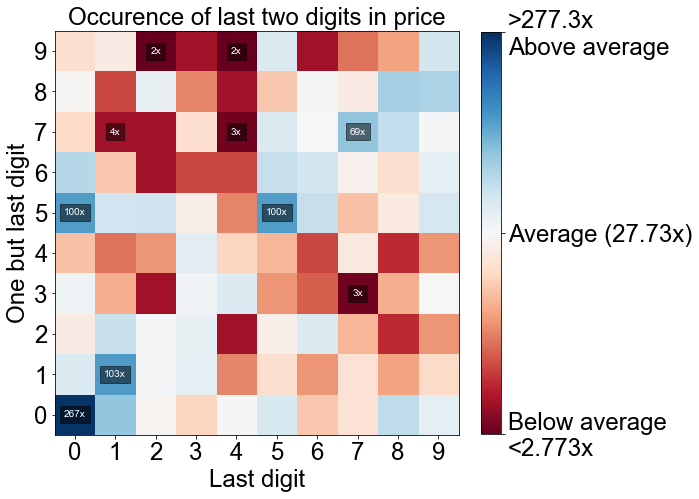 Occurence of last two digits in price
>277.3x
Above average
9
2x
2x
8
7
4x
3x
69x
6
5
100x
100x
Average (27.73x)
4
3
3x
2
1
103x
0
267x
Below average
<2.773x
0 1 2 3 4 5 6 7 8 9
Last digit
One but last digit